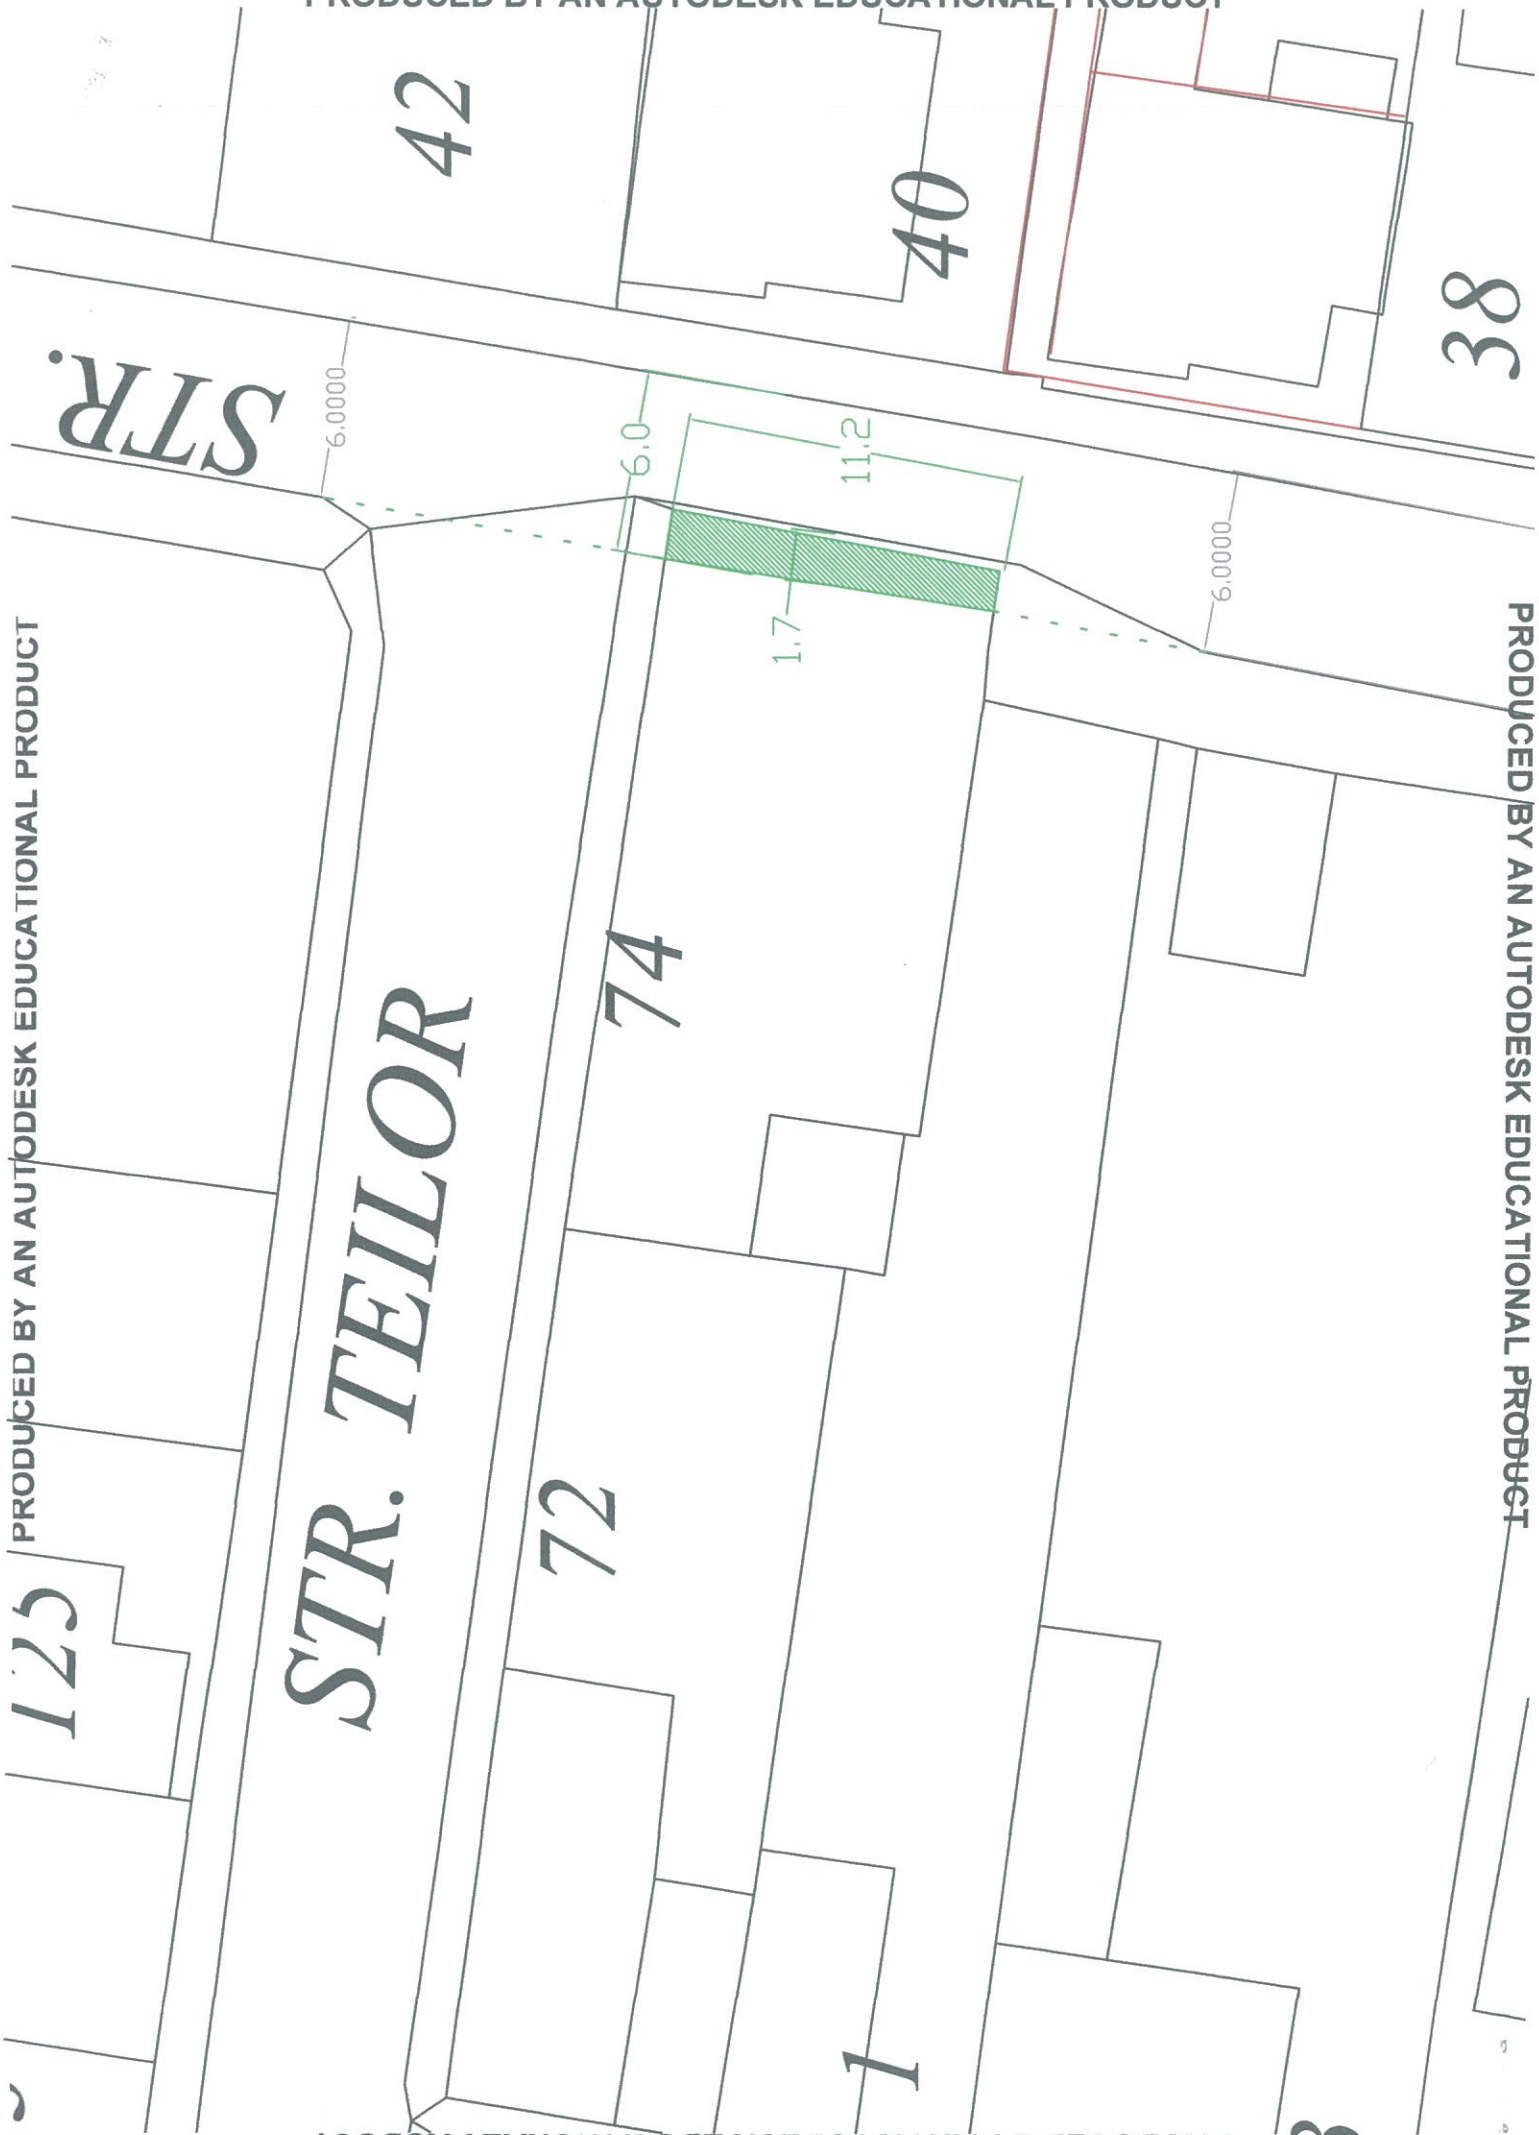 PRODUCED BY AN AUTODESK EDUCATIONAL PRODUCT
42
40
38
STR.
6.0000
6.0
11.2
6.0000
1.7
PRODUCED BY AN AUTODESK EDUCATIONAL PRODUCT
PRODUCED BY AN AUTODESK EDUCATIONAL PRODUCT
74
STR. TEILOR
72
125
1